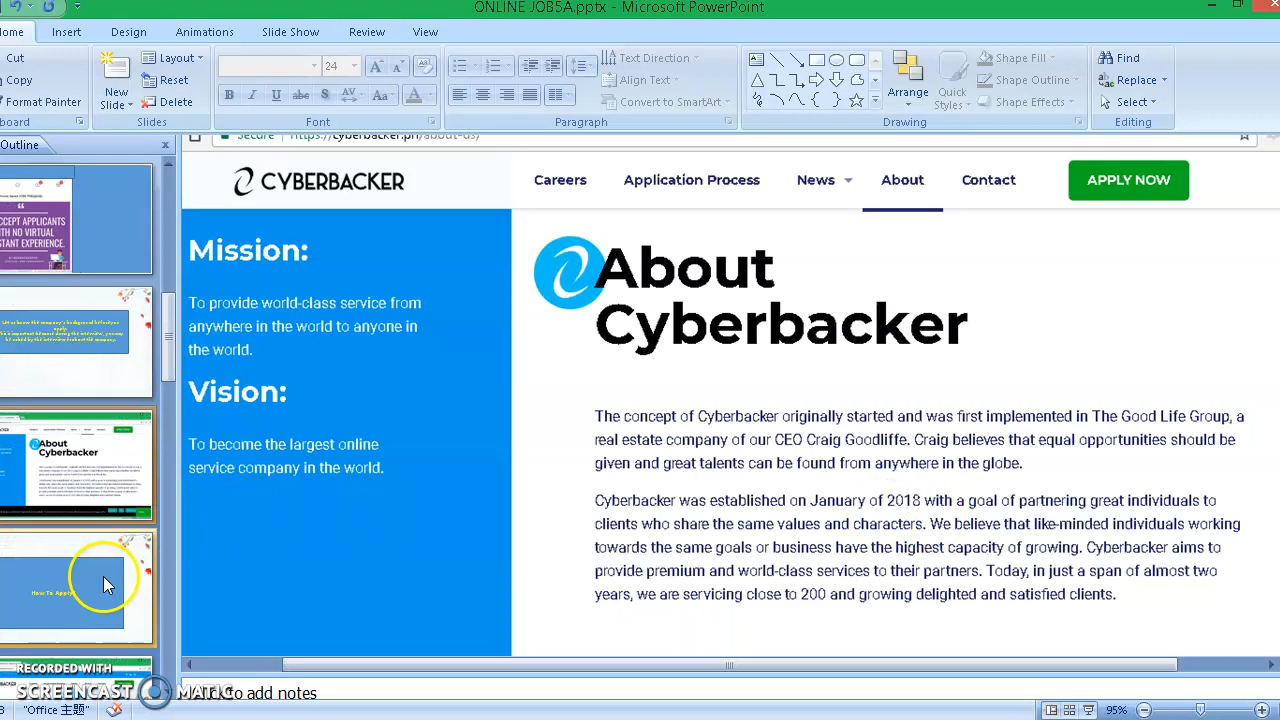 ONLINE JOB5A.pptx - Microsoft PowerPoint
Home Insert Design Animations Slide Show Review View
Cut
Copy
Format Painter
New
Slide
Layout
Reset
Delete
Slides
24
B I U abc S AV Aa A
Font
Text Direction
Align Text
Convert to SmartArt
Paragraph
Arrange
Quick
Styles
Shape Fill
Shape Outline
Shape Effects
Drawing
Find
Replace
Select
Editing
Outline
ACCEPT APPLICANTS
WITH NO VIRTUAL
EXPERIENCE.
About
Cyberbacker
How To Apply
Secure https://cyberbacker.ph/about-us/
CYBERBACKER
Careers Application Process News About Contact APPLY NOW
Mission:
To provide world-class service from
anywhere in the world to anyone in
the world.
Vision:
To become the largest online
service company in the world.
About
Cyberbacker
The concept of Cyberbacker originally started and was first implemented in The Good Life Group, a
real estate company of our CEO Craig Goodliffe. Craig believes that equal opportunities should be
given and great talents can be found from anywhere in the globe.
Cyberbacker was established on January of 2018 with a goal of partnering great individuals to
clients who share the same values and characters. We believe that like-minded individuals working
towards the same goals or business have the highest capacity of growing. Cyberbacker aims to
provide premium and world-class services to their partners. Today, in just a span of almost two
years, we are servicing close to 200 and growing delighted and satisfied clients.
RECORDED WITH
SCREENCAST MATIC
to add notes
"Office 主題"
95%